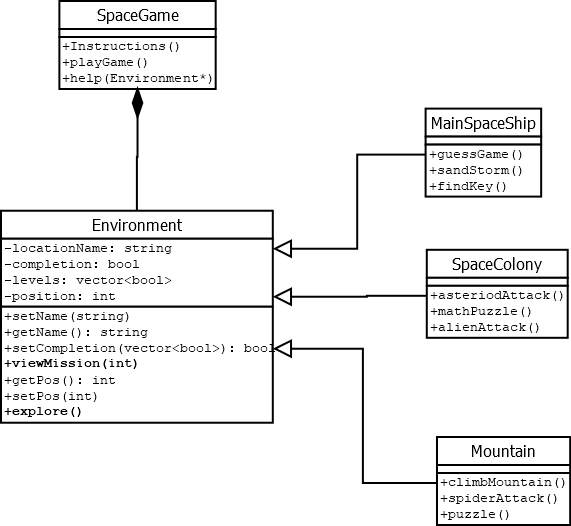 SpaceGame
+Instructions()
+playGame()
+help(Environment*)
MainSpaceShip
+guessGame()
+sandStorm()
+findKey()
Environment
-locationName: string
-completion: bool
-levels: vector<bool>
-position: int
+setName(string)
+getName(): string
+setCompletion(vector<bool>): bool
+viewMission(int)
+getPos(): int
+setPos(int)
+explore()
SpaceColony
+asteriodAttack()
+mathPuzzle()
+alienAttack()
Mountain
+climbMountain()
+spiderAttack()
+puzzle()